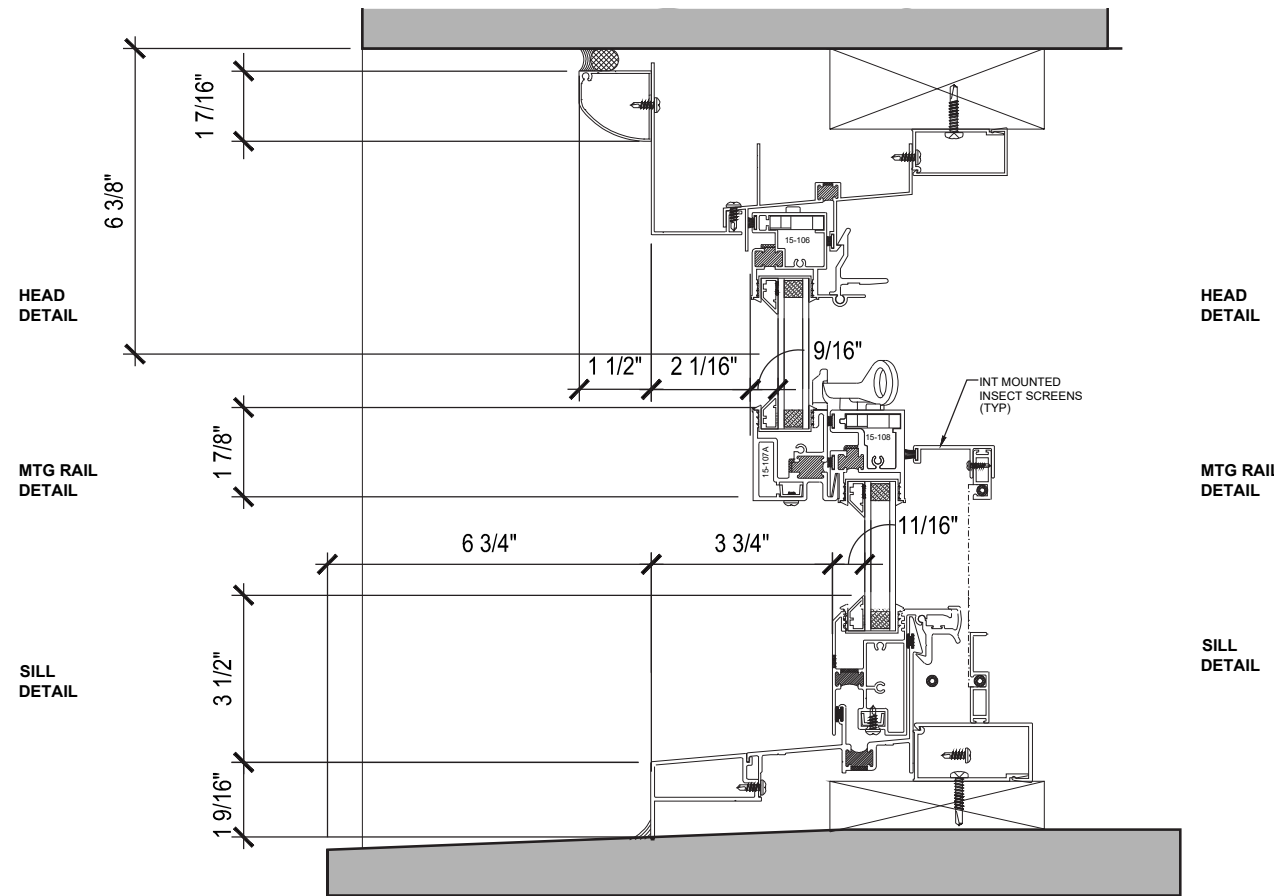 1 7/16"
6 3/8"
15-106
HEAD
DETAIL
HEAD
DETAIL
1 1/2"
2 1/16"
9/16"
INT MOUNTED
INSECT SCREENS
(TYP)
1 7/8"
15-108
15-107A
MTG RAIL
DETAIL
MTG RAIL
DETAIL
11/16"
6 3/4"
3 3/4"
3 1/2"
SILL
DETAIL
SILL
DETAIL
1 9/16"